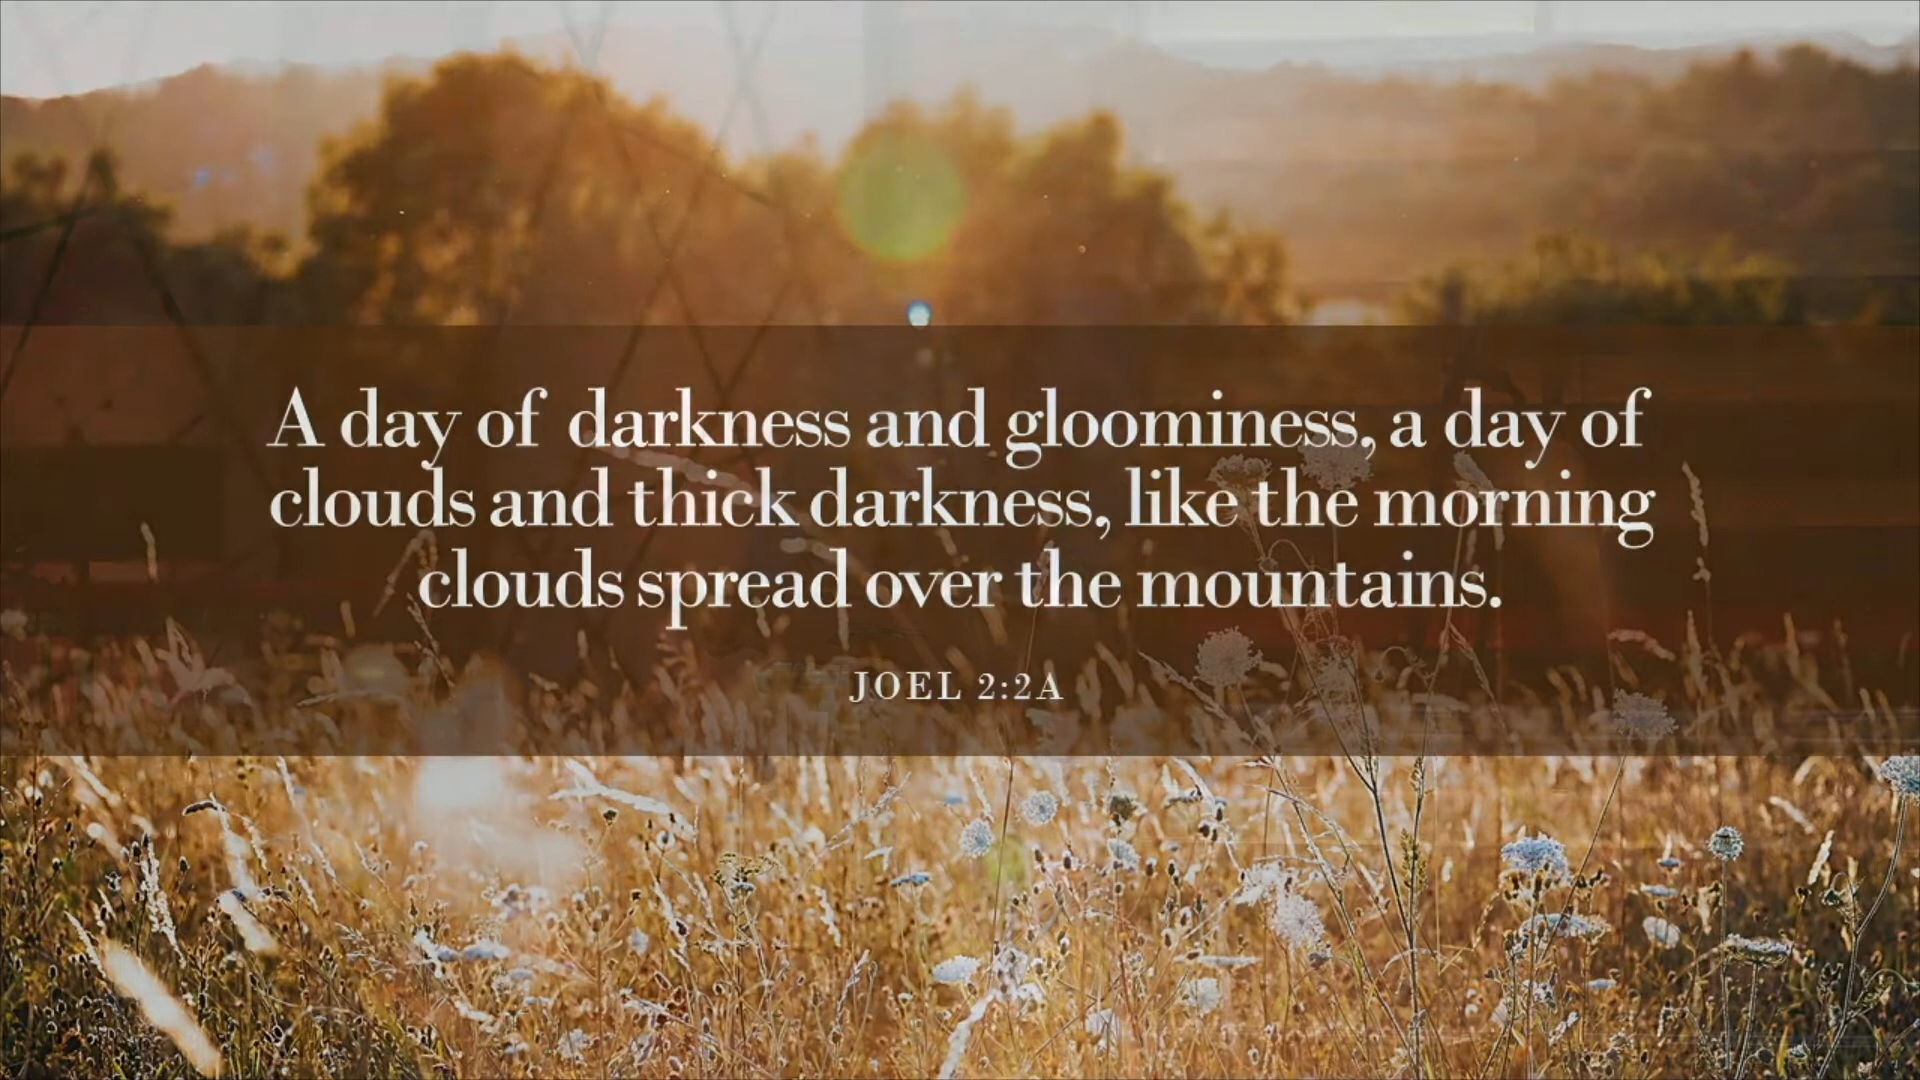 A day of darkness and gloominess, a day of
clouds and thick darkness, like the morning
clouds spread over the mountains.
JOEL 2:2A